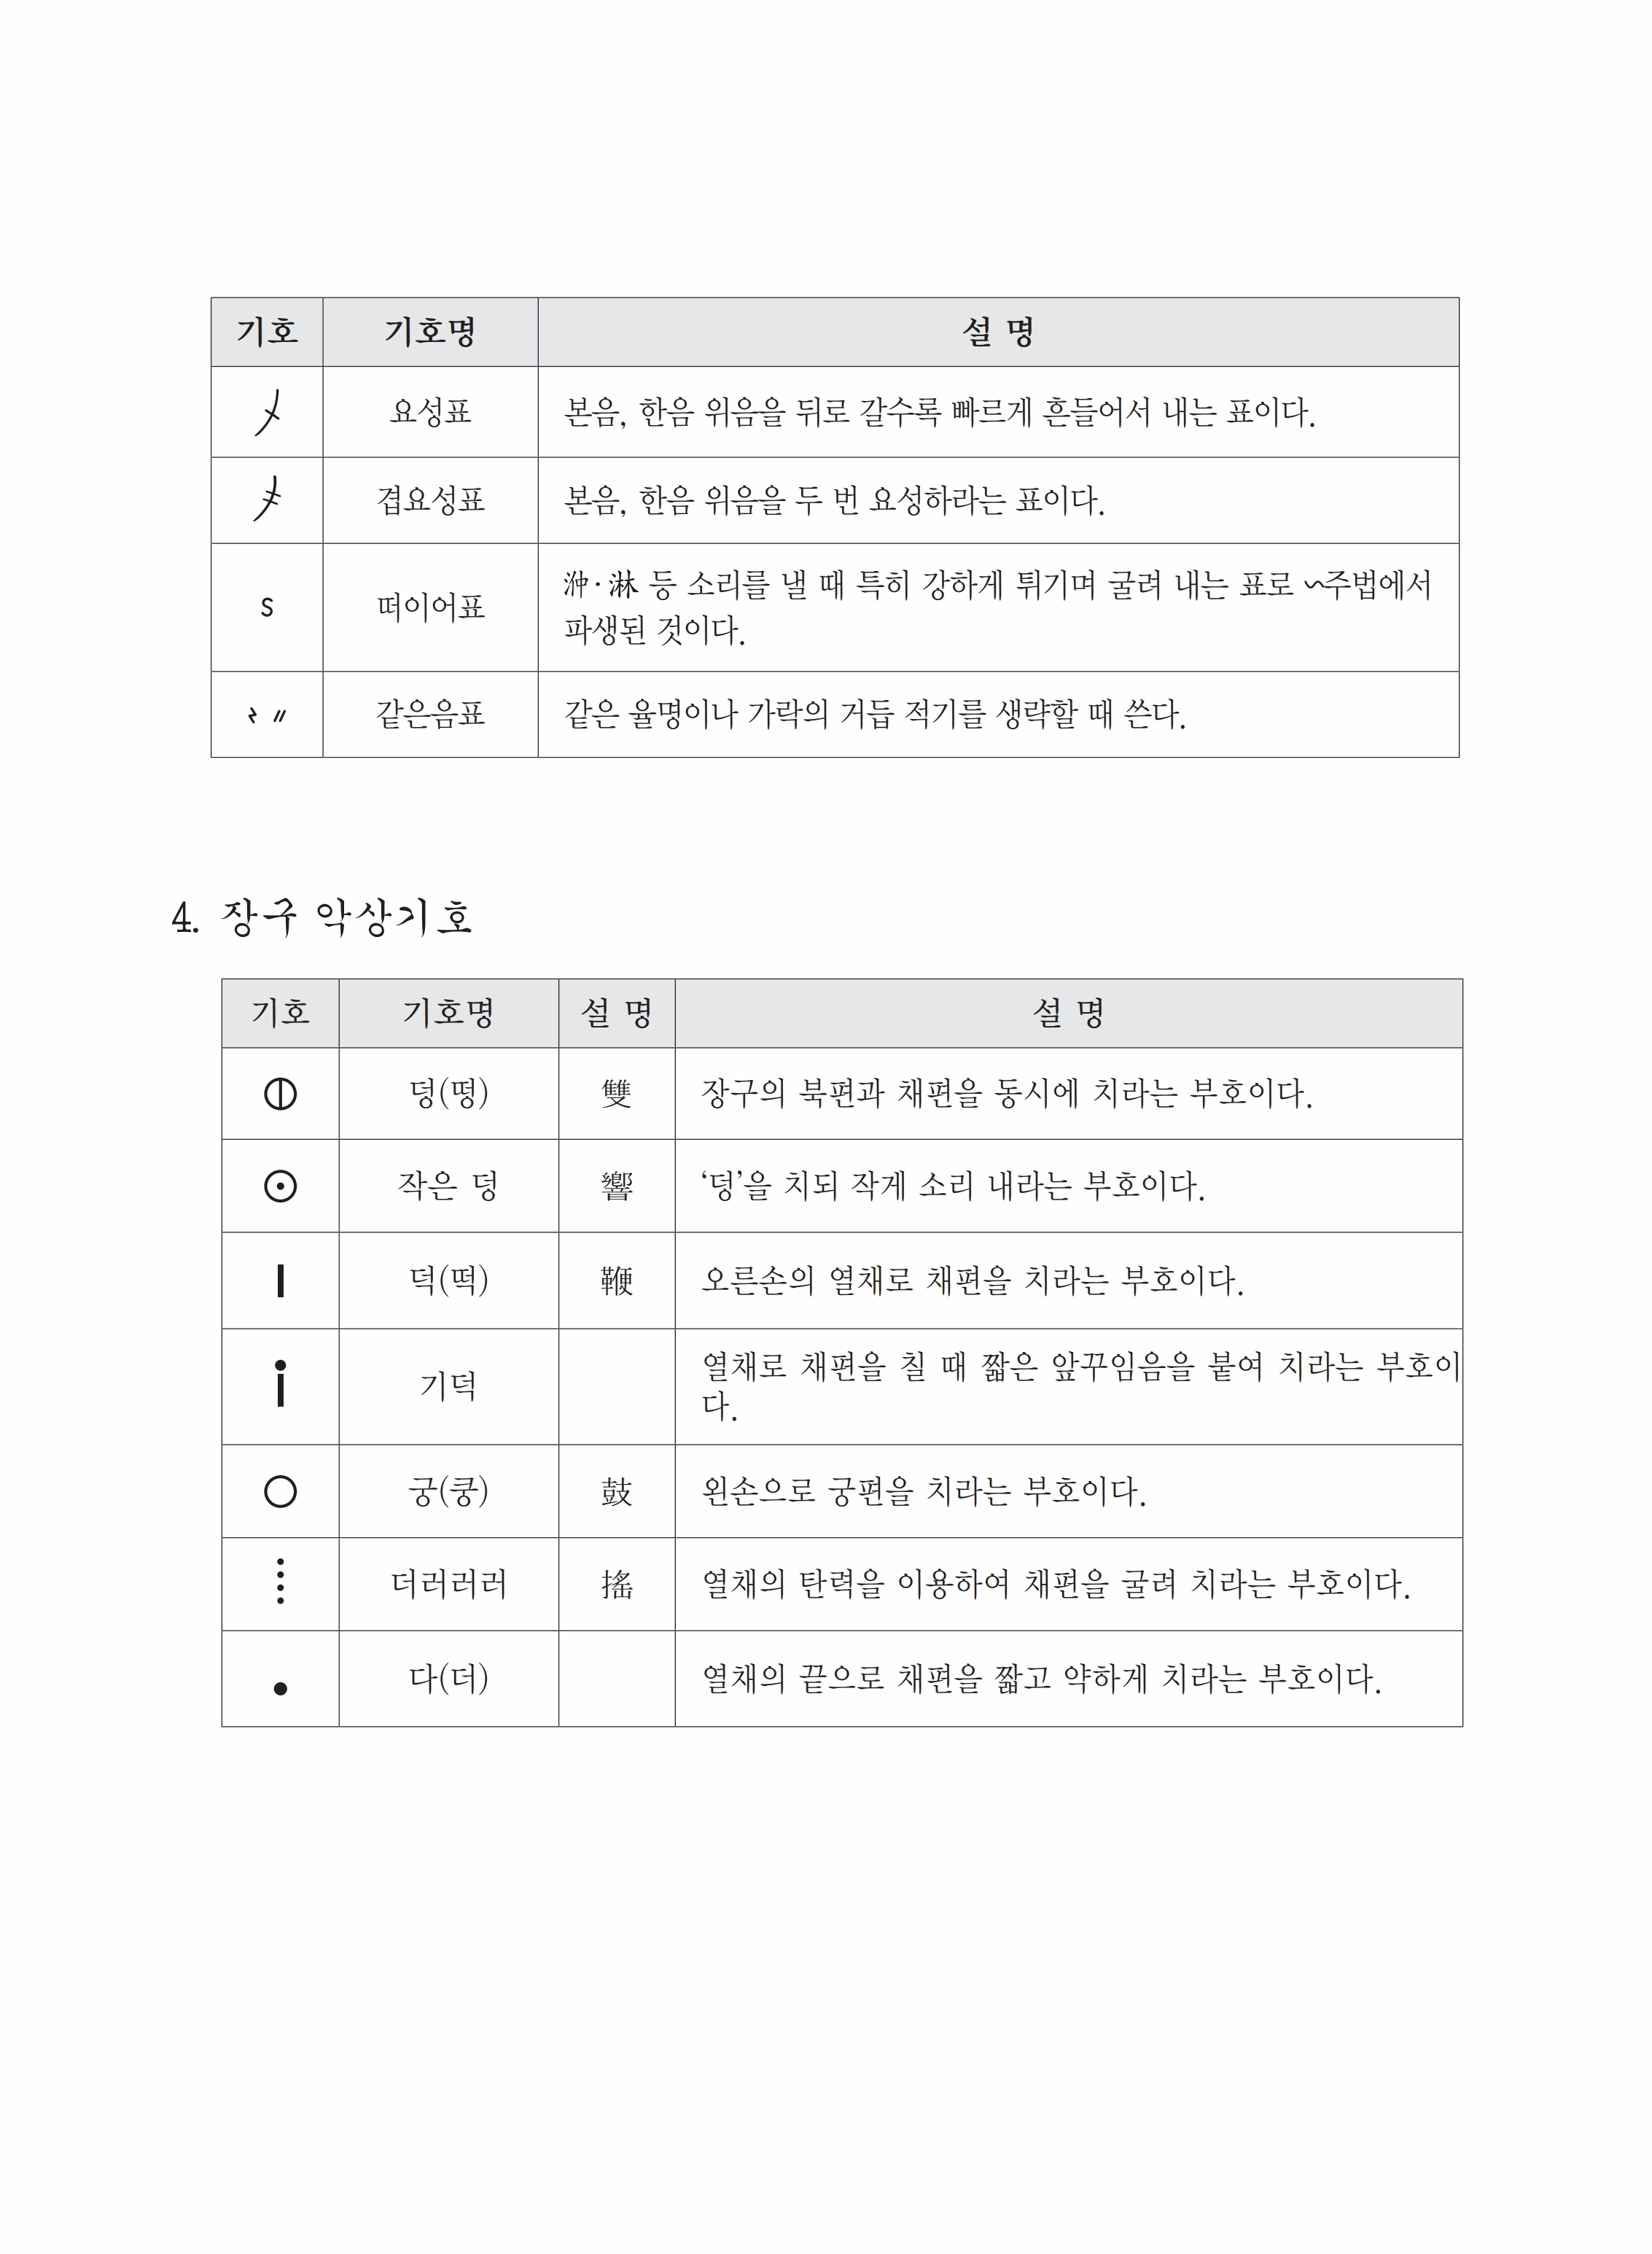 기호 기호명 설 명
요성표 본음, 한음 위음을 뒤로 갈수록 빠르게 흔들어서 내는 표이다.
겹요성표 본음, 한음 위음을 두 번 요성하라는 표이다.
s 떠이어표 㳞·淋 등 소리를 낼 때 특히 강하게 튀기며 굴려 내는 표로 〰주법에서
파생된 것이다.
〻 〃 같은음표 같은 율명이나 가락의 거듭 적기를 생략할 때 쓴다.
4. 장구 악상기호
기호 기호명 설 명 설 명
덩(떵) 雙 장구의 북편과 채편을 동시에 치라는 부호이다.
⊙ 작은 덩 響 ‘덩’을 치되 작게 소리 내라는 부호이다.
덕(떡) 鞭 오른손의 열채로 채편을 치라는 부호이다.
기덕 열채로 채편을 칠 때 짧은 앞꾸임음을 붙여 치라는 부호이
다.
○ 궁(쿵) 鼓 왼손으로 궁편을 치라는 부호이다.
더러러러 搖 열채의 탄력을 이용하여 채편을 굴려 치라는 부호이다.
다(더) 열채의 끝으로 채편을 짧고 약하게 치라는 부호이다.